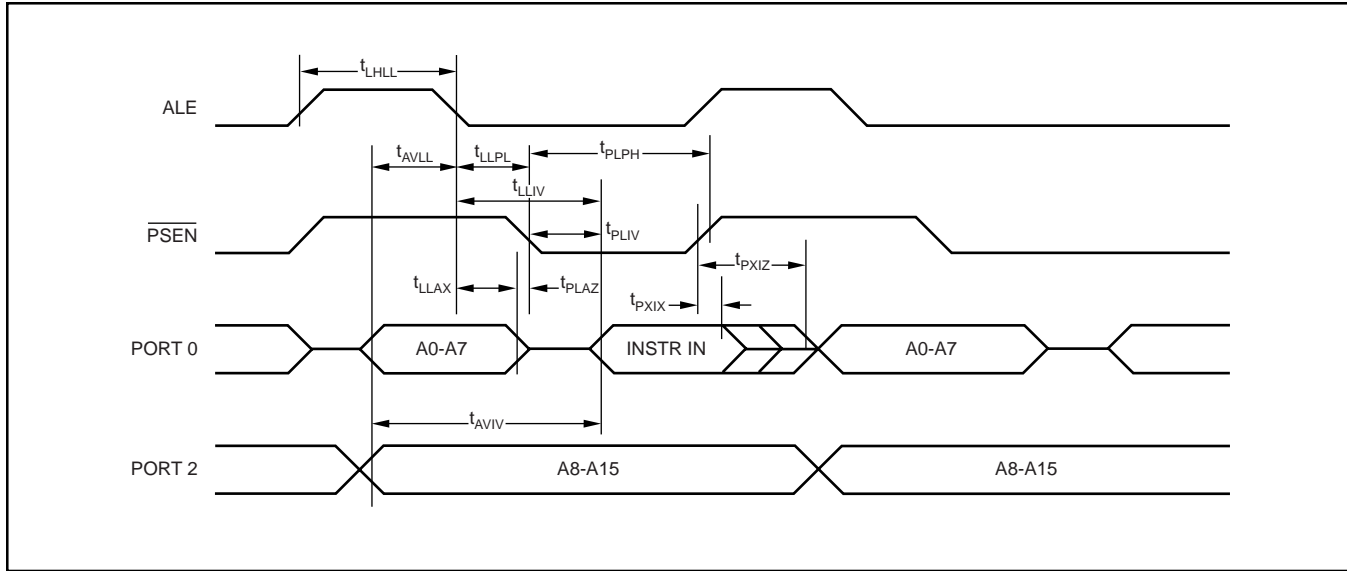 tLHLL
ALE
tAVLL tLLPL tPLPH
tLLIV
PSEN
tPLIV
tPXIZ
tLLAX tPLAZ
tPXIX
PORT 0 A0-A7 INSTR IN A0-A7
tAVIV
PORT 2 A8-A15 A8-A15